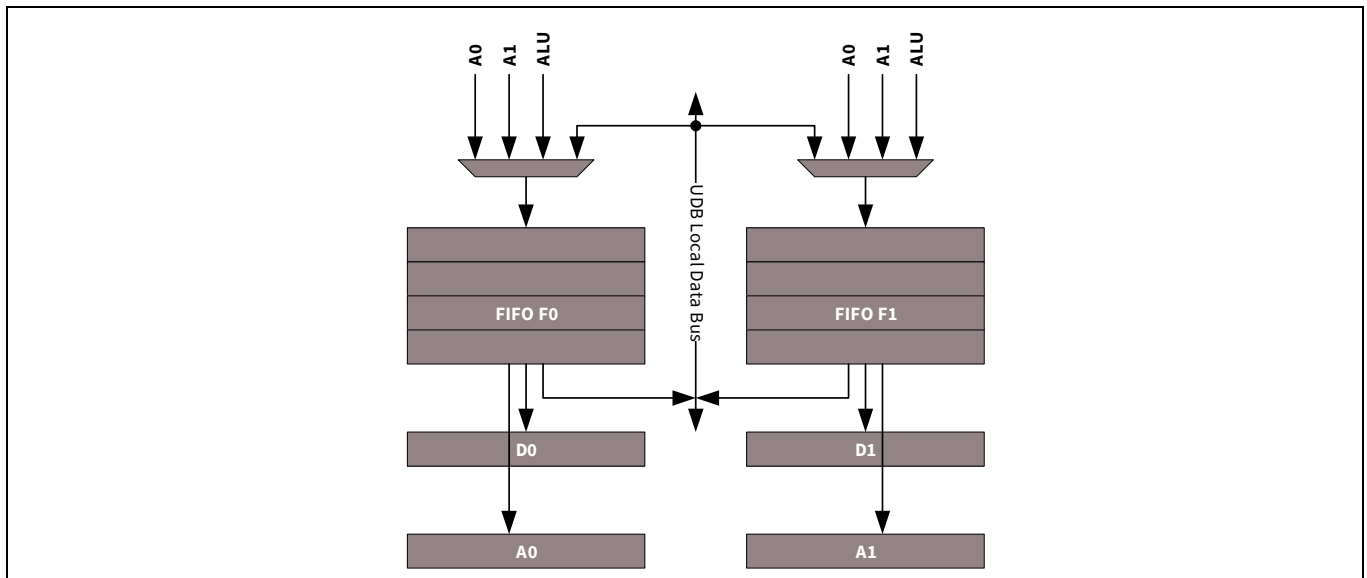 A0
A1
ALU
A0
A1
ALU
UDB Local Data Bus
FIFO F0
FIFO F1
D0
D1
A0
A1